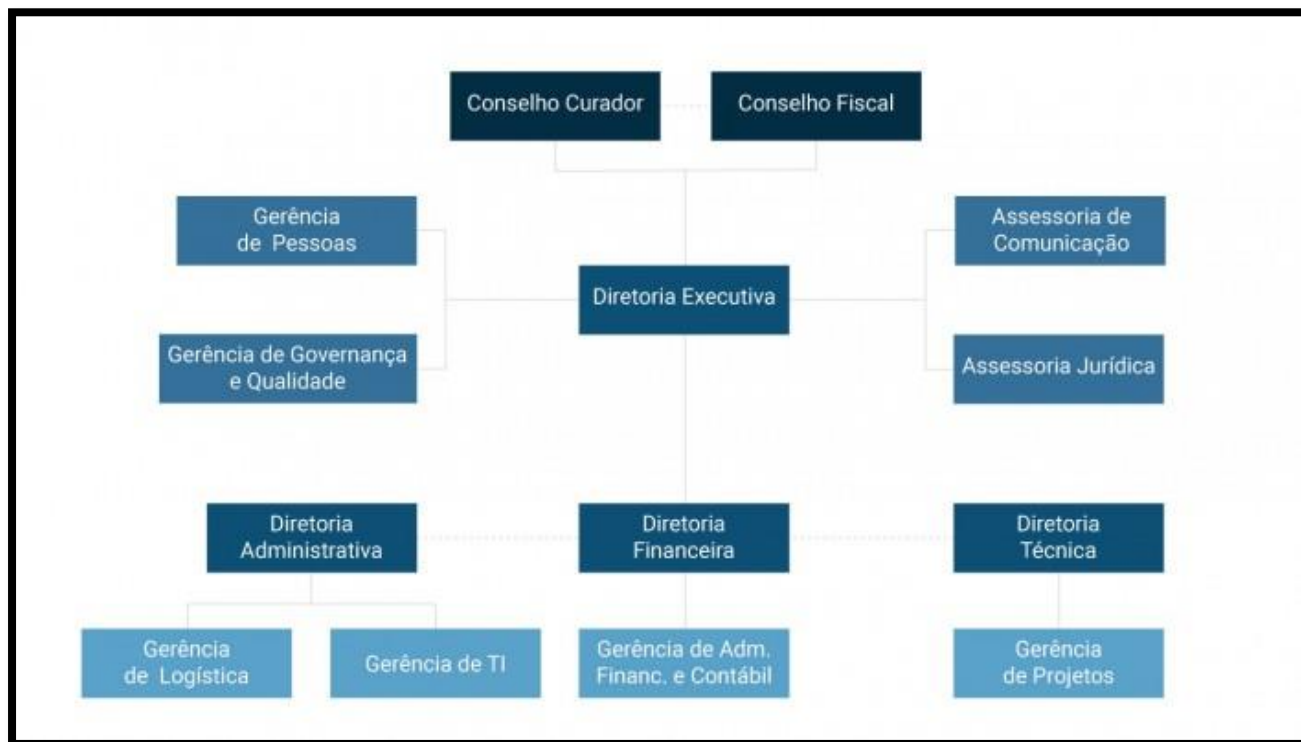 Conselho Curador
Conselho Fiscal
Gerência
de Pessoas
Assessoria de
Comunicação
Diretoria Executiva
Gerência de Governança
e Qualidade
Assessoria Jurídica
Diretoria
Administrativa
Diretoria
Financeira
Diretoria
Técnica
Gerência
de Logística
Gerência de TI
Gerência de Adm.
Financ. e Contábil
Gerência
de Projetos